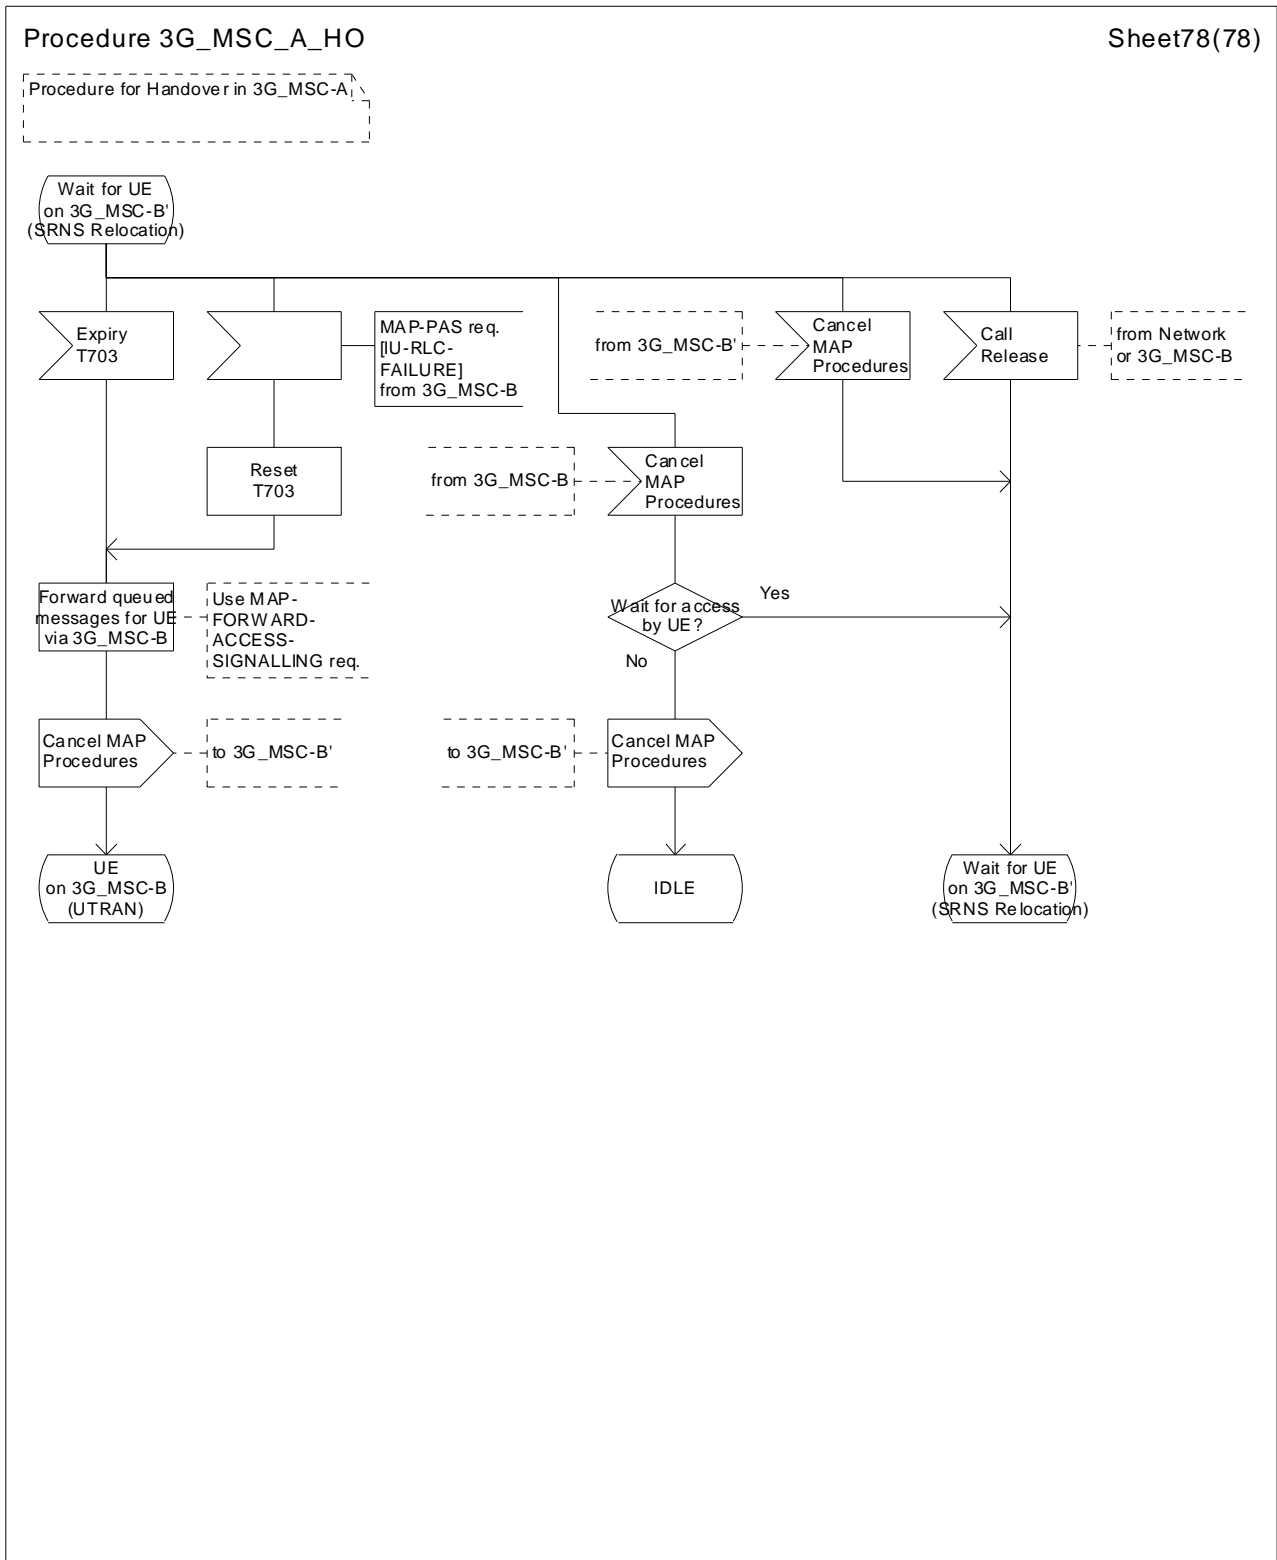 Procedure 3G_MSC_A_HO
Sheet78(78)
Procedure for Handover in 3G_MSC-A
Wait for UE
on 3G_MSC-B'
(SRNS Relocation)
Expiry
T703
MAP-PAS req.
[IU-RLC-
FAILURE]
from 3G_MSC-B
from 3G_MSC-B'
Cancel
MAP
Procedures
Call
Release
from Network
or 3G_MSC-B
Reset
T703
from 3G_MSC-B
Cancel
MAP
Procedures
Forward queued
messages for UE
via 3G_MSC-B
Use MAP-
FORWARD-
ACCESS-
SIGNALLING req.
Wait for access
by UE?
Yes
No
Cancel MAP
Procedures
to 3G_MSC-B'
to 3G_MSC-B'
Cancel MAP
Procedures
UE
on 3G_MSC-B
(UTRAN)
IDLE
Wait for UE
on 3G_MSC-B'
(SRNS Relocation)